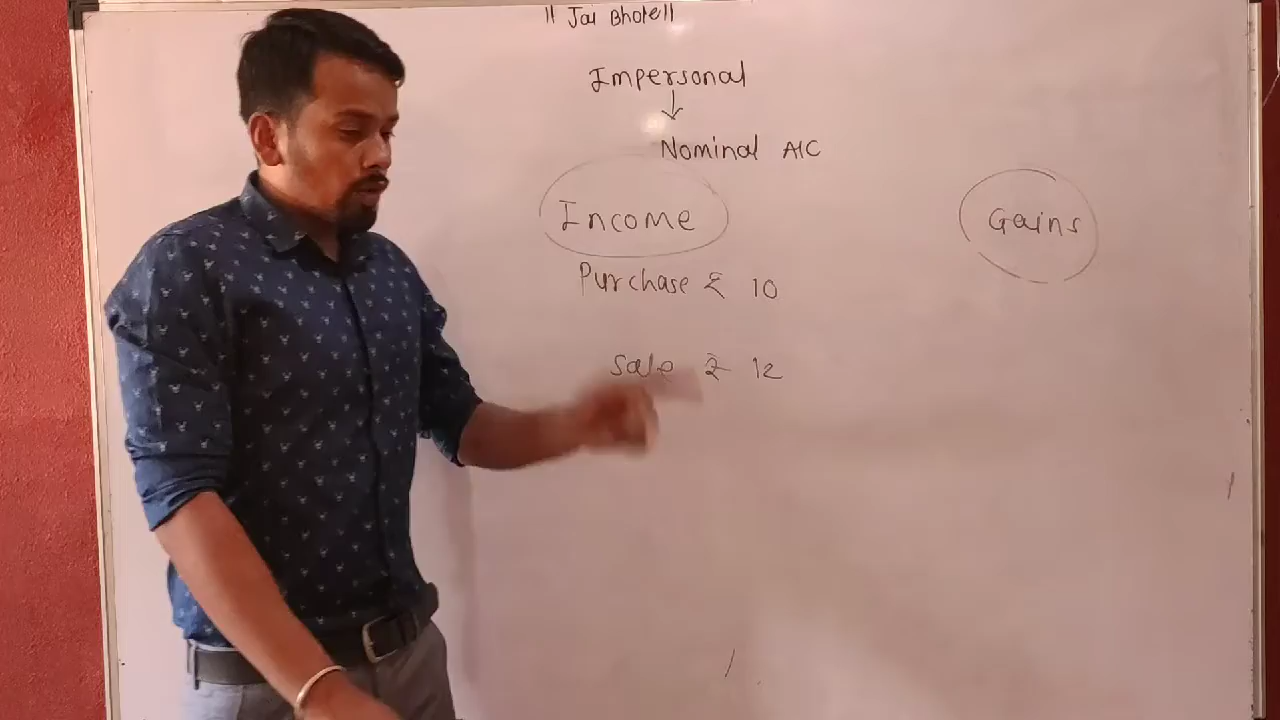 || Jai Bhole ||
Impersonal
↓
Nominal A/C
Income Gains
Purchase ₹ 10
Sale ₹ 12